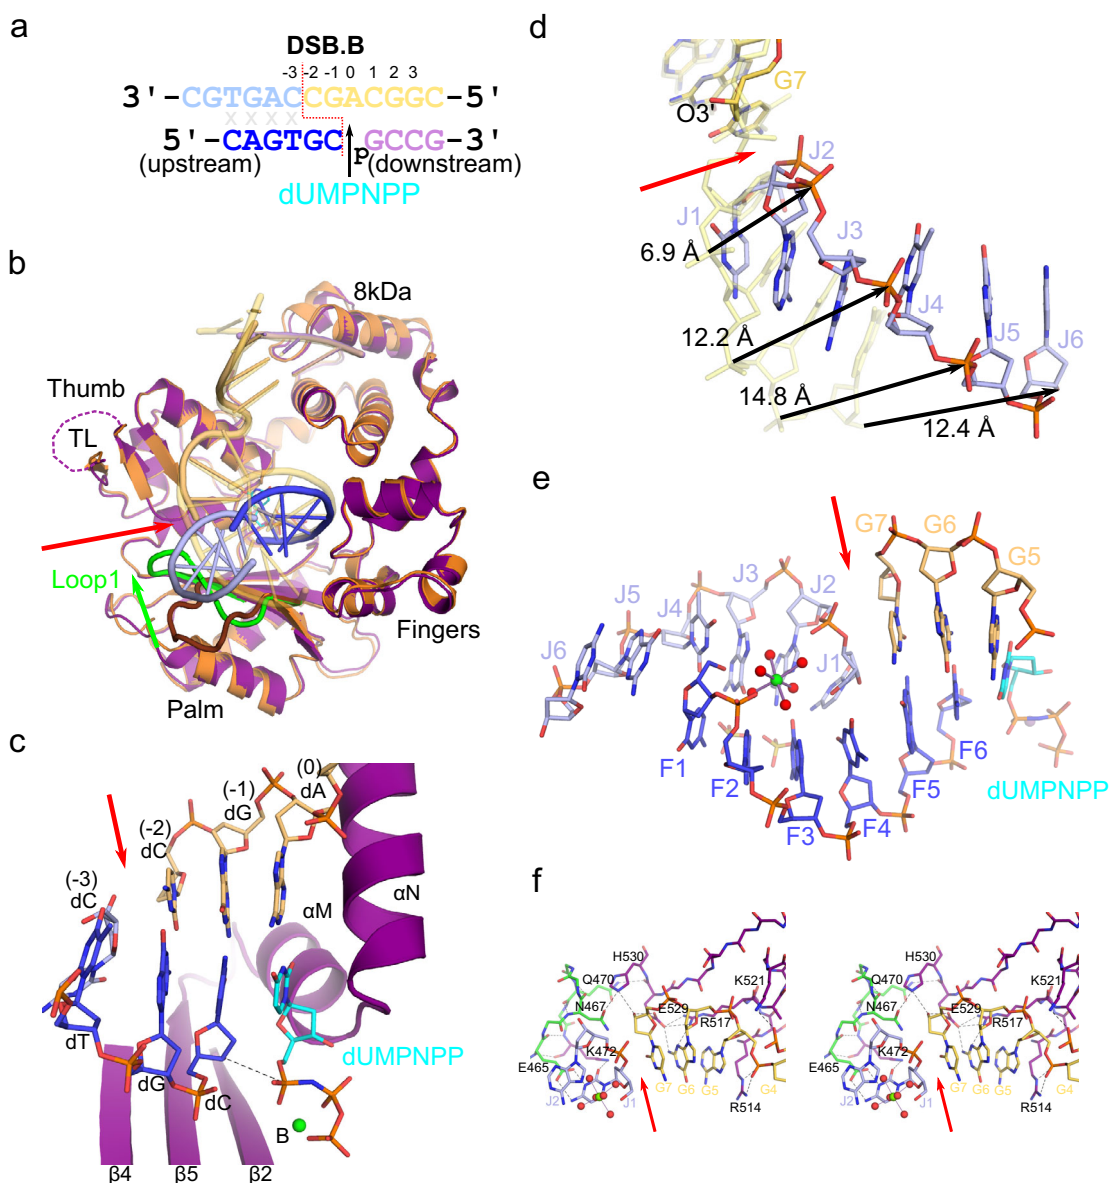 a
DSB.B
-3 -2 -1 0 1 2 3
3'-CGTGAC CCGACGGC-5'
X X X X
5'-CAGTGC GCCG-3'
(upstream) p (downstream)
dUMPNPP
b
8kDa
Thumb
TL
Loop1
Fingers
Palm
c
(0)
dA
(-1)
dG
(-2)
dC
(-3)
dC
αM
αN
dT
dUMPNPP
dG
dC
B
β4 β5 β2
d
G7
O3'
J2
J1
J3
6.9 Å
J4
12.2 Å
J5 J6
14.8 Å
12.4 Å
e
G7 G6 G5
J3 J2
J5 J4
J6
J1
F1 F2 F3 F4 F5 F6
dUMPNPP
f
H530
Q470
K521
N467
E529
R517
K472
E465
G7 G6 G5 G4
J2 J1
R514
H530
Q470
K521
N467
E529
R517
K472
E465
G7 G6 G5 G4
J2 J1
R514